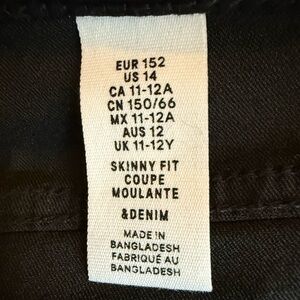 EUR 152
US 14
CA 11-12A
CN 150/66
MX 11-12A
AUS 12
UK 11-12Y
SKINNY FIT
COUPE
MOULANTE
&DENIM
MADE IN
BANGLADESH
FABRIQUÉ AU
BANGLADESH